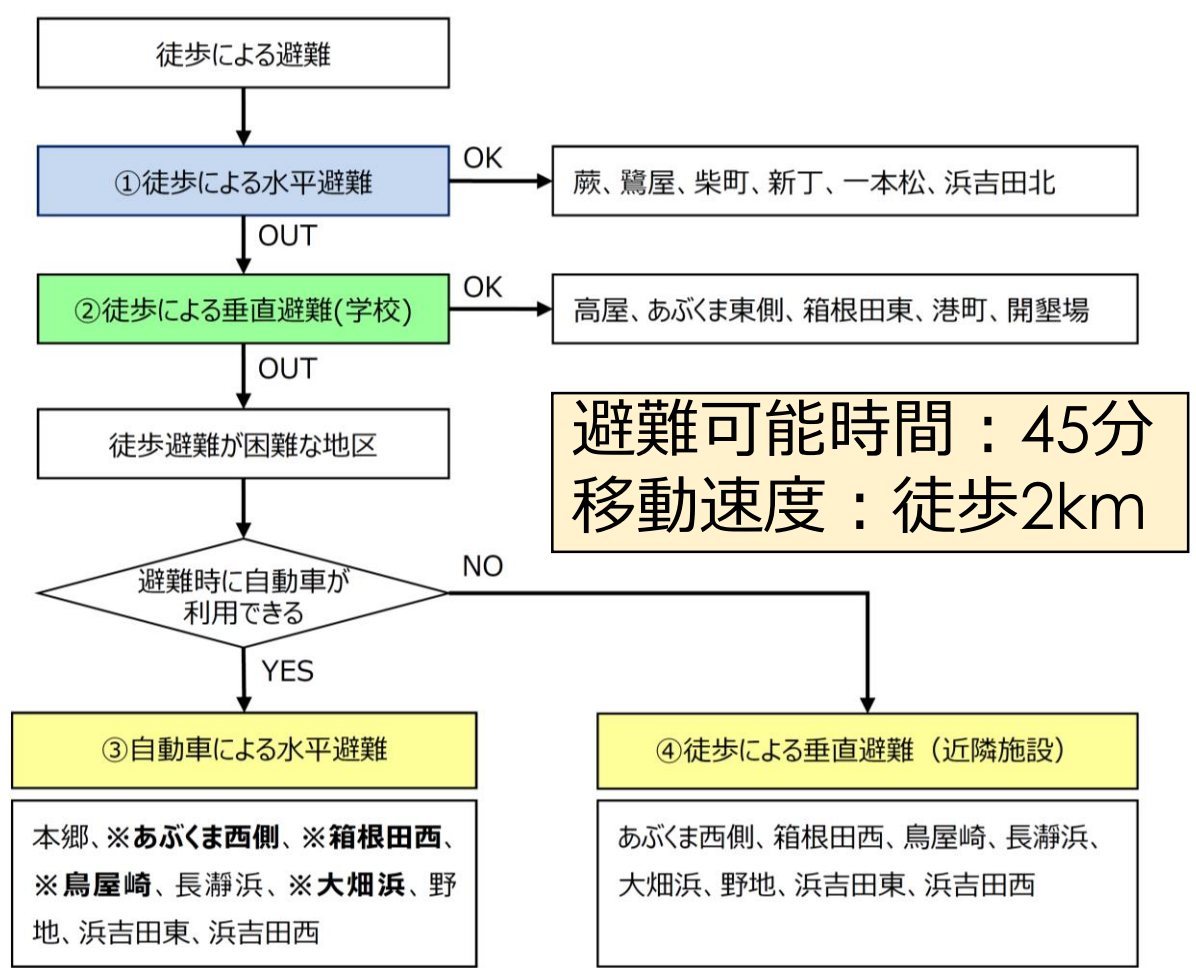 徒歩による避難
①徒歩による水平避難
OK
蕨、鷺屋、柴町、新丁、一本松、浜吉田北
OUT
②徒歩による垂直避難(学校)
OK
高屋、あぶくま東側、箱根田東、港町、開墾場
OUT
徒歩避難が困難な地区
避難可能時間：45分
移動速度：徒歩2km
避難時に自動車が
利用できる
NO
YES
③自動車による水平避難
本郷、※あぶくま西側、※箱根田西、
※鳥屋崎、長瀞浜、※大畑浜、野
地、浜吉田東、浜吉田西
④徒歩による垂直避難（近隣施設）
あぶくま西側、箱根田西、鳥屋崎、長瀞浜、
大畑浜、野地、浜吉田東、浜吉田西